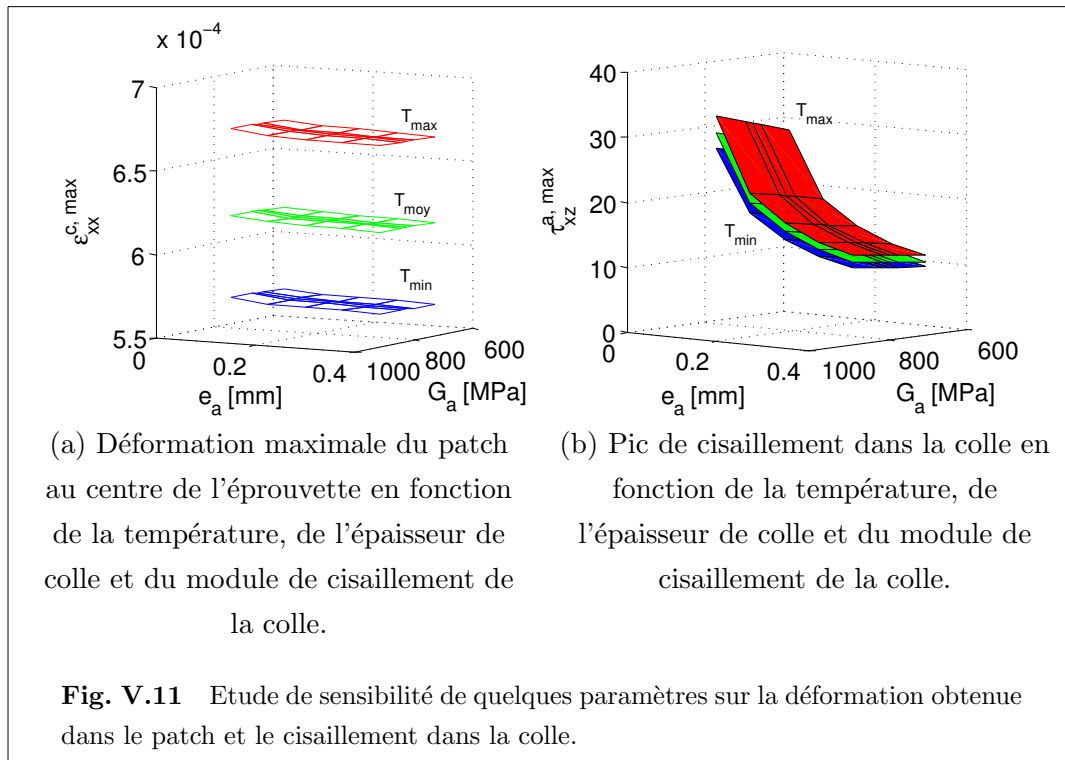 x 10⁻⁴
7
6.5
6
5.5
ε_xx^c, max
T_max
T_moy
T_min
0
0.2
0.4
e_a [mm]
1000
800
600
G_a [MPa]
40
30
20
10
0
τ_xz^a, max
T_max
T_min
0
0.2
0.4
e_a [mm]
1000
800
600
G_a [MPa]
(a) Déformation maximale du patch
au centre de l'éprouvette en fonction
de la température, de l'épaisseur de
colle et du module de cisaillement de
la colle.
(b) Pic de cisaillement dans la colle en
fonction de la température, de
l'épaisseur de colle et du module de
cisaillement de la colle.
Fig. V.11 Etude de sensibilité de quelques paramètres sur la déformation obtenue
dans le patch et le cisaillement dans la colle.